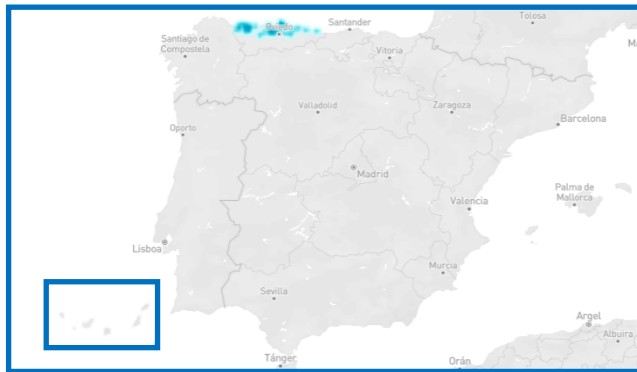 Tolosa
Santander
Oviedo
Santiago de
Compostela
Vitoria
Valladolid
Zaragoza
Barcelona
Oporto
Madrid
Palma de
Mallorca
Valencia
Lisboa
Murcia
Sevilla
Argel
Albuira
Tánger
Orán